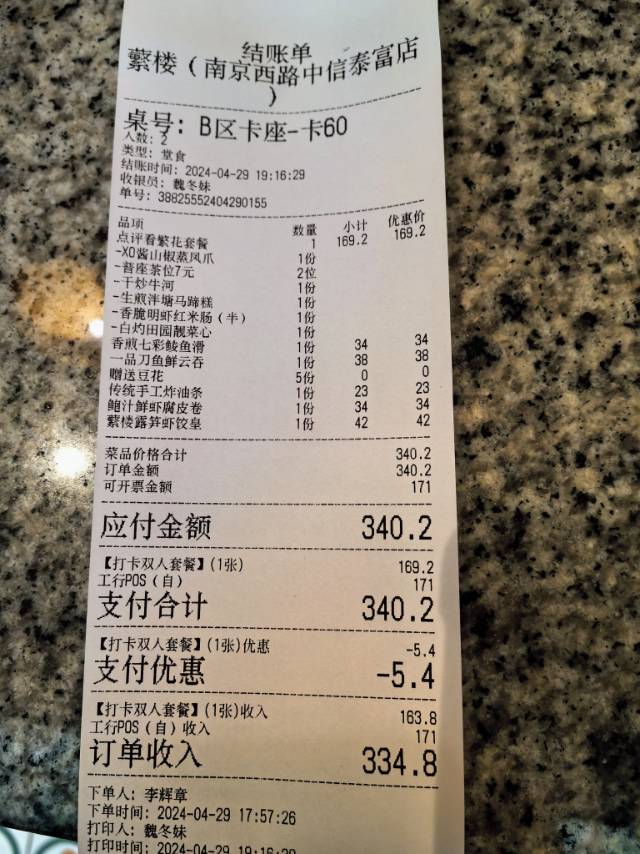 结账单
蘩楼（南京西路中信泰富店
）
桌号: B区卡座-卡60
人数: 2
类型: 堂食
结账时间: 2024-04-29 19:16:29
收银员: 魏冬妹
单号: 38825552404290155
品项 数量 小计 优惠价
点评看繁花套餐 1 169.2 169.2
-XO酱山椒蒸凤爪 1份
-普座茶位7元 2位
-干炒牛河 1份
-生煎泮塘马蹄糕 1份
-香脆明虾红米肠（半） 1份
-白灼田园靓菜心 1份
香煎七彩鲮鱼滑 1份 34 34
一品刀鱼鲜云吞 1份 38 38
赠送豆花 5份 0 0
传统手工炸油条 1份 23 23
鲍汁鲜虾腐皮卷 1份 34 34
蘩楼露笋虾饺皇 1份 42 42
菜品价格合计 340.2
订单金额 340.2
可开票金额 171
应付金额 340.2
【打卡双人套餐】(1张) 169.2
工行POS（自） 171
支付合计 340.2
【打卡双人套餐】(1张)优惠 -5.4
支付优惠 -5.4
【打卡双人套餐】(1张)收入 163.8
工行POS（自）收入 171
订单收入 334.8
下单人: 李辉章
下单时间: 2024-04-29 17:57:26
打印人: 魏冬妹
打印时间: 2024-04-29 19:16:29